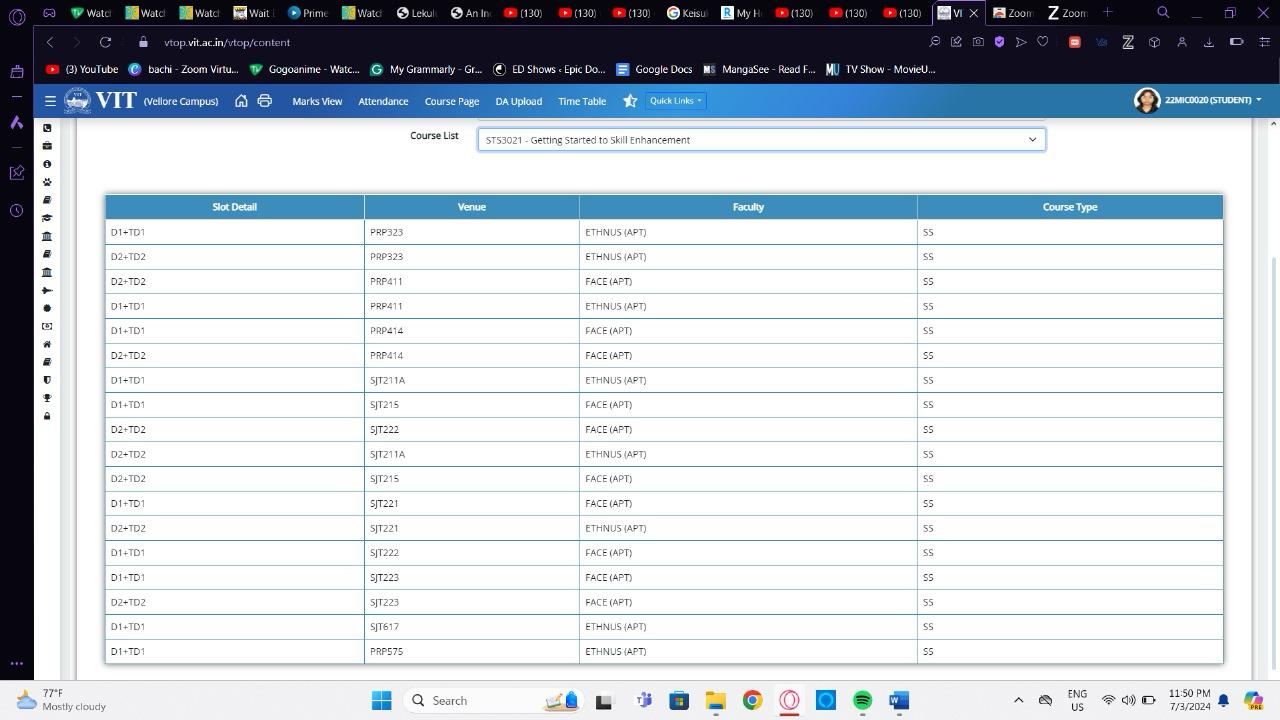 Watch
Watch
Watch
Wait
Prime
Watch
Lekul
An In
(130)
(130)
(130)
Keisu
My H
(130)
(130)
(130)
VI
Zoom
Zoom
vtop.vit.ac.in/vtop/content
(3) YouTube
bachi - Zoom Virtu...
Gogoanime - Watc...
My Grammarly - Gr...
ED Shows - Epic Do...
Google Docs
MangaSee - Read F...
TV Show - MovieU...
VIT (Vellore Campus) Marks View Attendance Course Page DA Upload Time Table Quick Links 22MIC0020 (STUDENT)
Course List STS3021 - Getting Started to Skill Enhancement
Slot Detail Venue Faculty Course Type
D1+TD1 PRP323 ETHNUS (APT) SS
D2+TD2 PRP323 ETHNUS (APT) SS
D2+TD2 PRP411 FACE (APT) SS
D1+TD1 PRP411 ETHNUS (APT) SS
D1+TD1 PRP414 FACE (APT) SS
D2+TD2 PRP414 FACE (APT) SS
D1+TD1 SJT211A ETHNUS (APT) SS
D1+TD1 SJT215 FACE (APT) SS
D2+TD2 SJT222 FACE (APT) SS
D2+TD2 SJT211A ETHNUS (APT) SS
D2+TD2 SJT215 FACE (APT) SS
D1+TD1 SJT221 FACE (APT) SS
D2+TD2 SJT221 ETHNUS (APT) SS
D1+TD1 SJT222 FACE (APT) SS
D1+TD1 SJT223 FACE (APT) SS
D2+TD2 SJT223 FACE (APT) SS
D1+TD1 SJT617 ETHNUS (APT) SS
D1+TD1 PRP575 ETHNUS (APT) SS
77°F
Mostly cloudy
Search
ENG
US
11:50 PM
7/3/2024